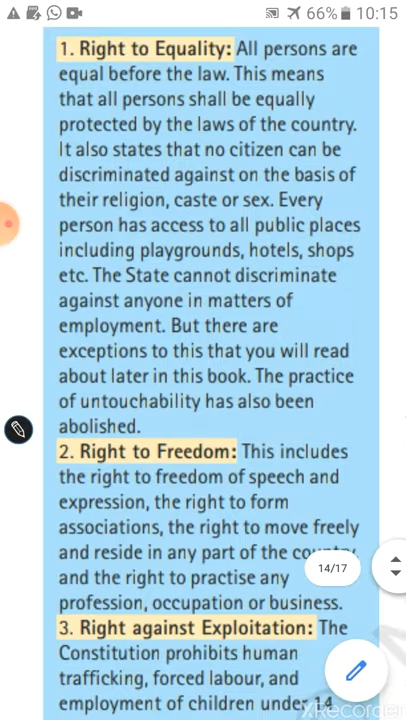 66% 10:15
1. Right to Equality: All persons are
equal before the law. This means
that all persons shall be equally
protected by the laws of the country.
It also states that no citizen can be
discriminated against on the basis of
their religion, caste or sex. Every
person has access to all public places
including playgrounds, hotels, shops
etc. The State cannot discriminate
against anyone in matters of
employment. But there are
exceptions to this that you will read
about later in this book. The practice
of untouchability has also been
abolished.
2. Right to Freedom: This includes
the right to freedom of speech and
expression, the right to form
associations, the right to move freely
and reside in any part of the country
14/17
and the right to practise any
profession, occupation or business.
3. Right against Exploitation: The
Constitution prohibits human
trafficking, forced labour, and
employment of children under 14
XRecorder